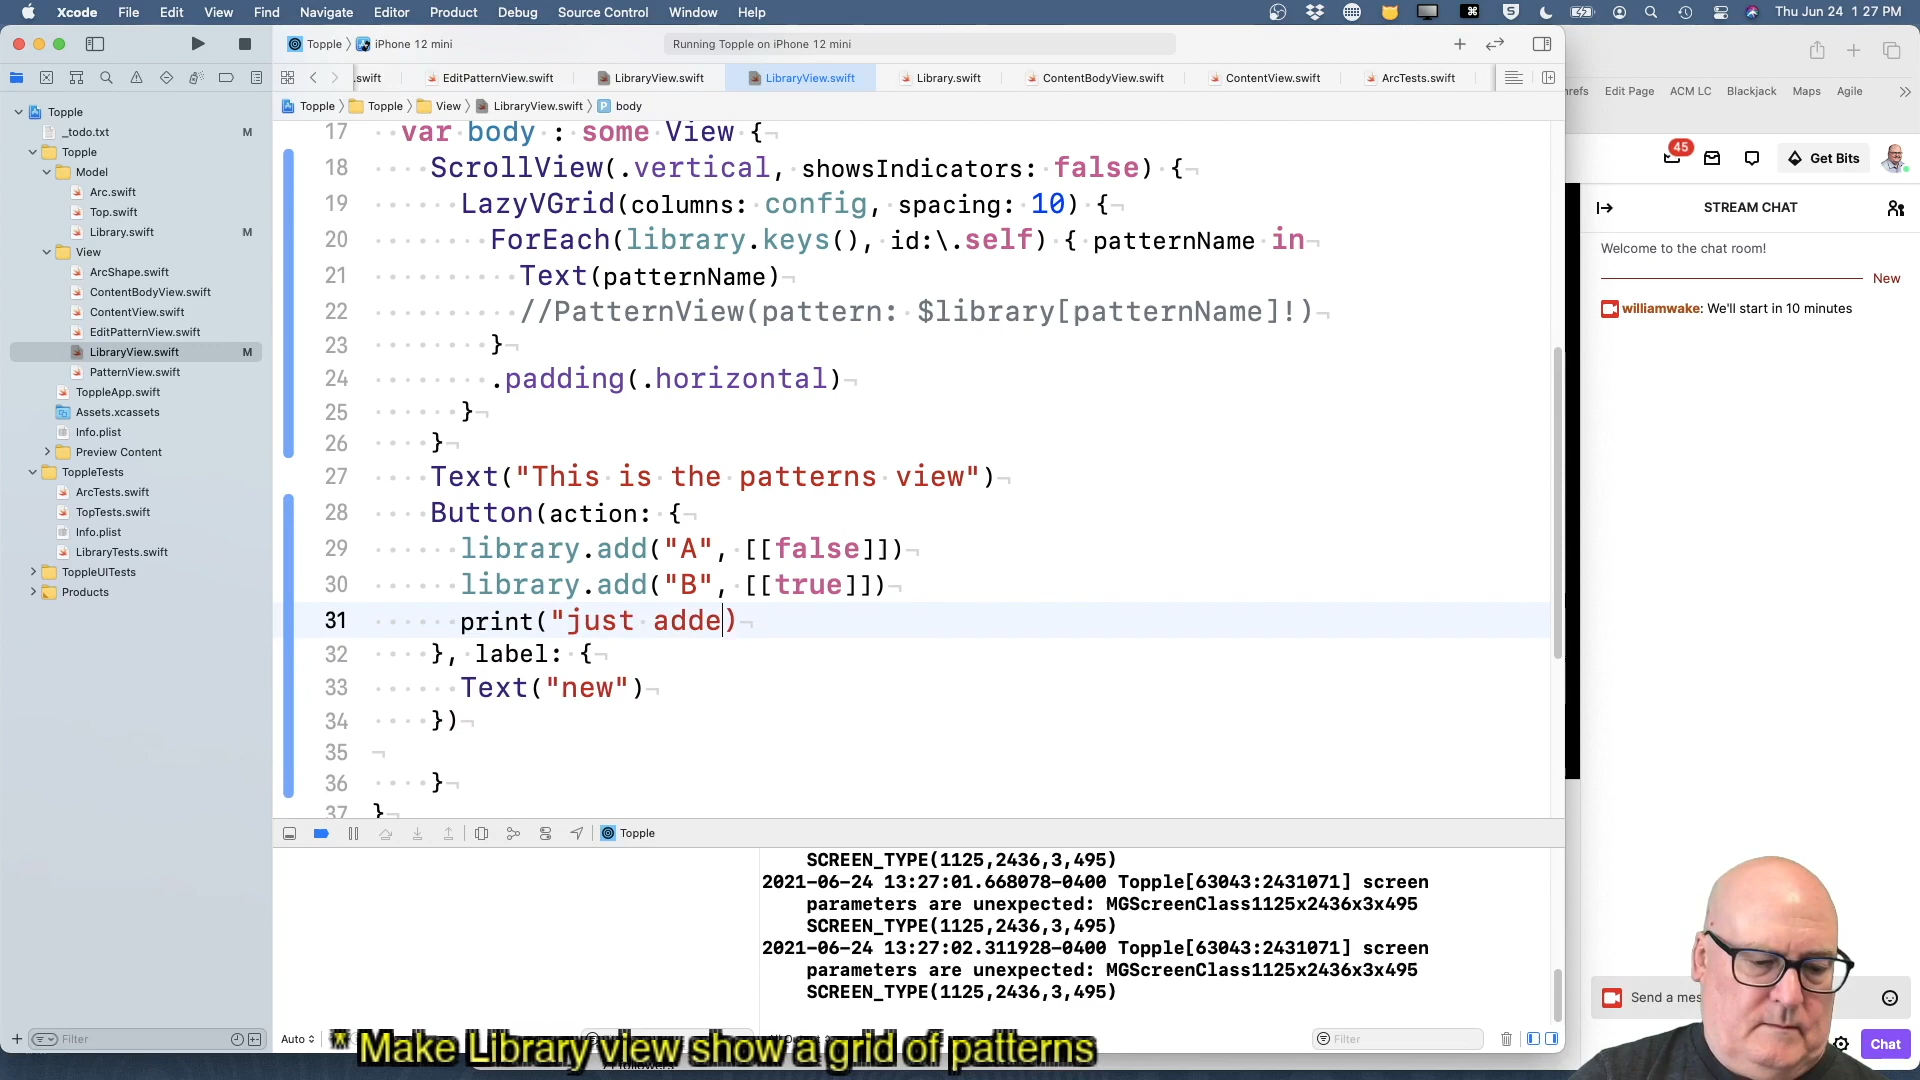 Xcode File Edit View Find Navigate Editor Product Debug Source Control Window Help
Thu Jun 24 1:27 PM
Topple iPhone 12 mini
Running Topple on iPhone 12 mini
.swift EditPatternView.swift LibraryView.swift LibraryView.swift Library.swift ContentBodyView.swift ContentView.swift ArcTests.swift
Topple Topple View LibraryView.swift body
Topple
_todo.txt M
Topple
Model
Arc.swift
Top.swift
Library.swift M
View
ArcShape.swift
ContentBodyView.swift
ContentView.swift
EditPatternView.swift
LibraryView.swift M
PatternView.swift
ToppleApp.swift
Assets.xcassets
Info.plist
Preview Content
ToppleTests
ArcTests.swift
TopTests.swift
Info.plist
LibraryTests.swift
ToppleUITests
Products
Filter
17 var body : some View {
18 ScrollView(.vertical, showsIndicators: false) {
19 LazyVGrid(columns: config, spacing: 10) {
20 ForEach(library.keys(), id:\.self) { patternName in
21 Text(patternName)
22 //PatternView(pattern: $library[patternName]!)
23 }
24 .padding(.horizontal)
25 }
26 }
27 Text("This is the patterns view")
28 Button(action: {
29 library.add("A", [[false]])
30 library.add("B", [[true]])
31 print("just adde)
32 }, label: {
33 Text("new")
34 })
35
36 }
37 }
Topple
SCREEN_TYPE(1125,2436,3,495)
2021-06-24 13:27:01.668078-0400 Topple[63043:2431071] screen
parameters are unexpected: MGScreenClass1125x2436x3x495
SCREEN_TYPE(1125,2436,3,495)
2021-06-24 13:27:02.311928-0400 Topple[63043:2431071] screen
parameters are unexpected: MGScreenClass1125x2436x3x495
SCREEN_TYPE(1125,2436,3,495)
Auto
Filter
* Make Library view show a grid of patterns
Edit Page ACM LC Blackjack Maps Agile
45
Get Bits
STREAM CHAT
Welcome to the chat room!
New
williamwake: We'll start in 10 minutes
Send a mes
Chat